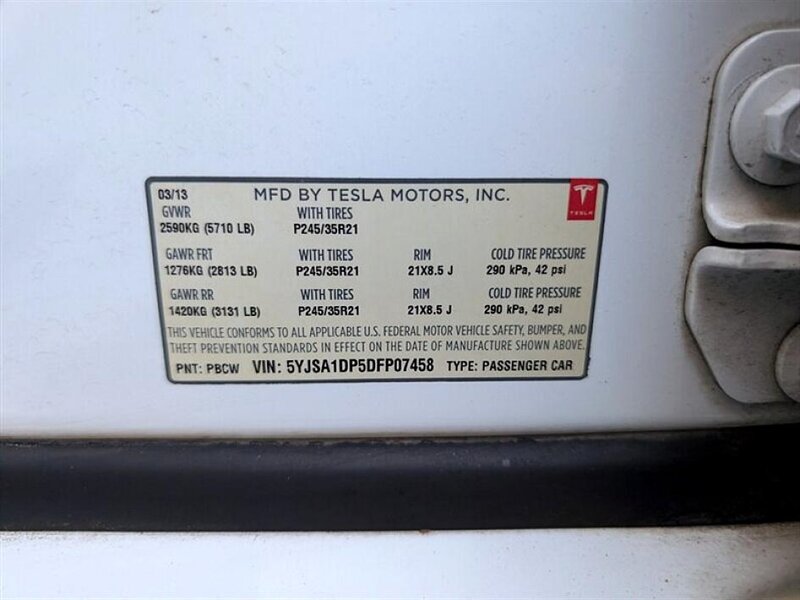 03/13 MFD BY TESLA MOTORS, INC.
TESLA
GVWR WITH TIRES
2590KG (5710 LB) P245/35R21
GAWR FRT RIM COLD TIRE PRESSURE
1276KG (2813 LB) P245/35R21 21X8.5 J 290 kPa, 42 psi
GAWR RR WITH TIRES RIM COLD TIRE PRESSURE
1420KG (3131 LB) P245/35R21 21X8.5 J 290 kPa, 42 psi
THIS VEHICLE CONFORMS TO ALL APPLICABLE U.S. FEDERAL MOTOR VEHICLE SAFETY, BUMPER, AND
THEFT PREVENTION STANDARDS IN EFFECT ON THE DATE OF MANUFACTURE SHOWN ABOVE.
PNT: PBCW VIN: 5YJSA1DP5DFP07458 TYPE: PASSENGER CAR